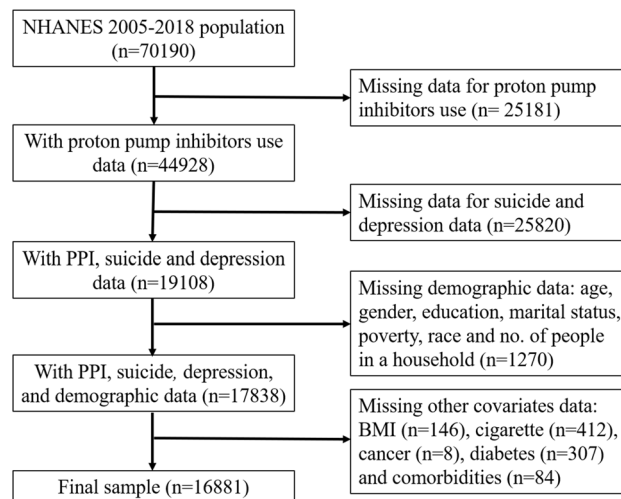 NHANES 2005-2018 population
(n=70190)
Missing data for proton pump
inhibitors use (n= 25181)
With proton pump inhibitors use
data (n=44928)
Missing data for suicide and
depression data (n=25820)
With PPI, suicide and depression
data (n=19108)
Missing demographic data: age,
gender, education, marital status,
poverty, race and no. of people
in a household (n=1270)
With PPI, suicide, depression,
and demographic data (n=17838)
Missing other covariates data:
BMI (n=146), cigarette (n=412),
cancer (n=8), diabetes (n=307)
and comorbidities (n=84)
Final sample (n=16881)